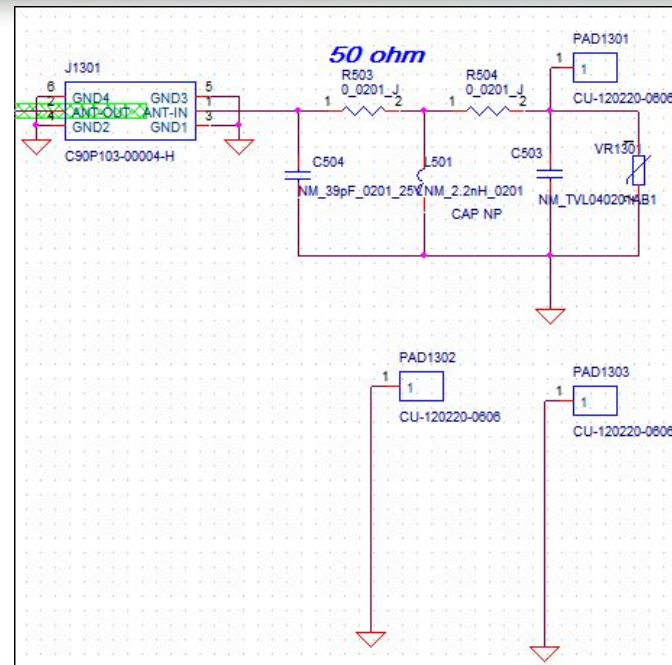 50 ohm
PAD1301
1
1
CU-120220-0606
J1301
6
5
GND4
GND3
2
1
ANT-OUT
ANT-IN
4
3
GND2
GND1
C90P103-00004-H
R503
0_0201_J
1
2
R504
0_0201_J
1
2
C504
NM_39pF_0201_25V
L501
NM_2.2nH_0201
CAP NP
C503
VR1301
NM_TVL040201AB1
PAD1302
1
1
CU-120220-0606
PAD1303
1
1
CU-120220-0606